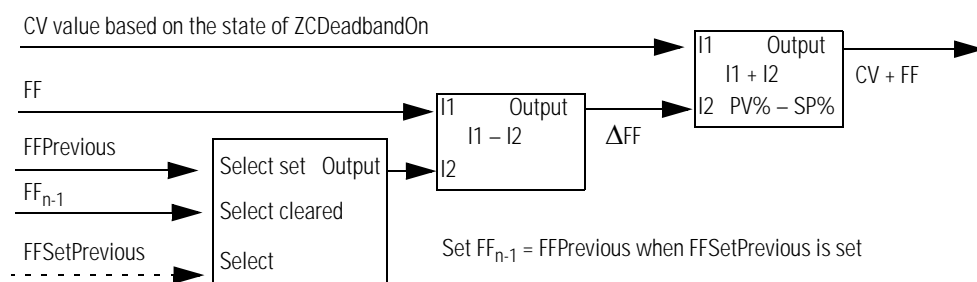 CV value based on the state of ZCDeadbandOn
I1 Output
I1 + I2
I2 PV% – SP%
CV + FF
FF
I1 Output
I1 – I2
I2
ΔFF
FFPrevious
FFn-1
FFSetPrevious
Select set Output
Select cleared
Select
Set FFn-1 = FFPrevious when FFSetPrevious is set